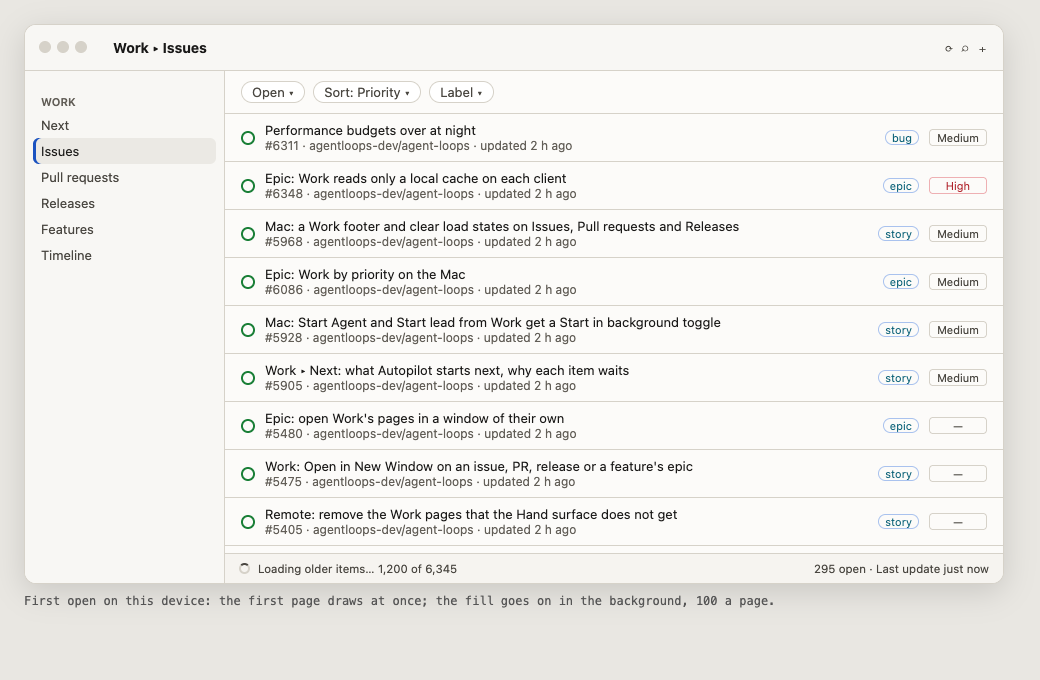 Work ▸ Issues
WORK
Next
Issues
Pull requests
Releases
Features
Timeline
Open ▾ Sort: Priority ▾ Label ▾
Performance budgets over at night
#6311 · agentloops-dev/agent-loops · updated 2 h ago
bug Medium
Epic: Work reads only a local cache on each client
#6348 · agentloops-dev/agent-loops · updated 2 h ago
epic High
Mac: a Work footer and clear load states on Issues, Pull requests and Releases
#5968 · agentloops-dev/agent-loops · updated 2 h ago
story Medium
Epic: Work by priority on the Mac
#6086 · agentloops-dev/agent-loops · updated 2 h ago
epic Medium
Mac: Start Agent and Start lead from Work get a Start in background toggle
#5928 · agentloops-dev/agent-loops · updated 2 h ago
story Medium
Work ▸ Next: what Autopilot starts next, why each item waits
#5905 · agentloops-dev/agent-loops · updated 2 h ago
story Medium
Epic: open Work's pages in a window of their own
#5480 · agentloops-dev/agent-loops · updated 2 h ago
epic —
Work: Open in New Window on an issue, PR, release or a feature's epic
#5475 · agentloops-dev/agent-loops · updated 2 h ago
story —
Remote: remove the Work pages that the Hand surface does not get
#5405 · agentloops-dev/agent-loops · updated 2 h ago
story —
Loading older items… 1,200 of 6,345
295 open · Last update just now
First open on this device: the first page draws at once; the fill goes on in the background, 100 a page.